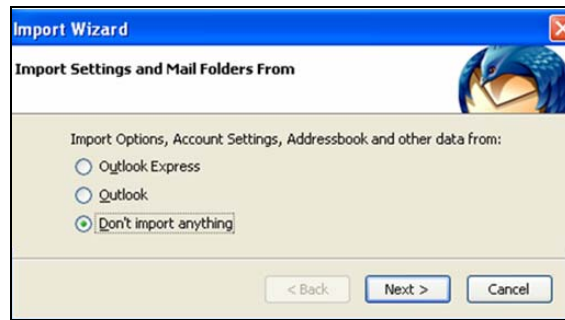 Import Wizard
Import Settings and Mail Folders From
Import Options, Account Settings, Addressbook and other data from:
Outlook Express
Outlook
Don't import anything
< Back Next > Cancel